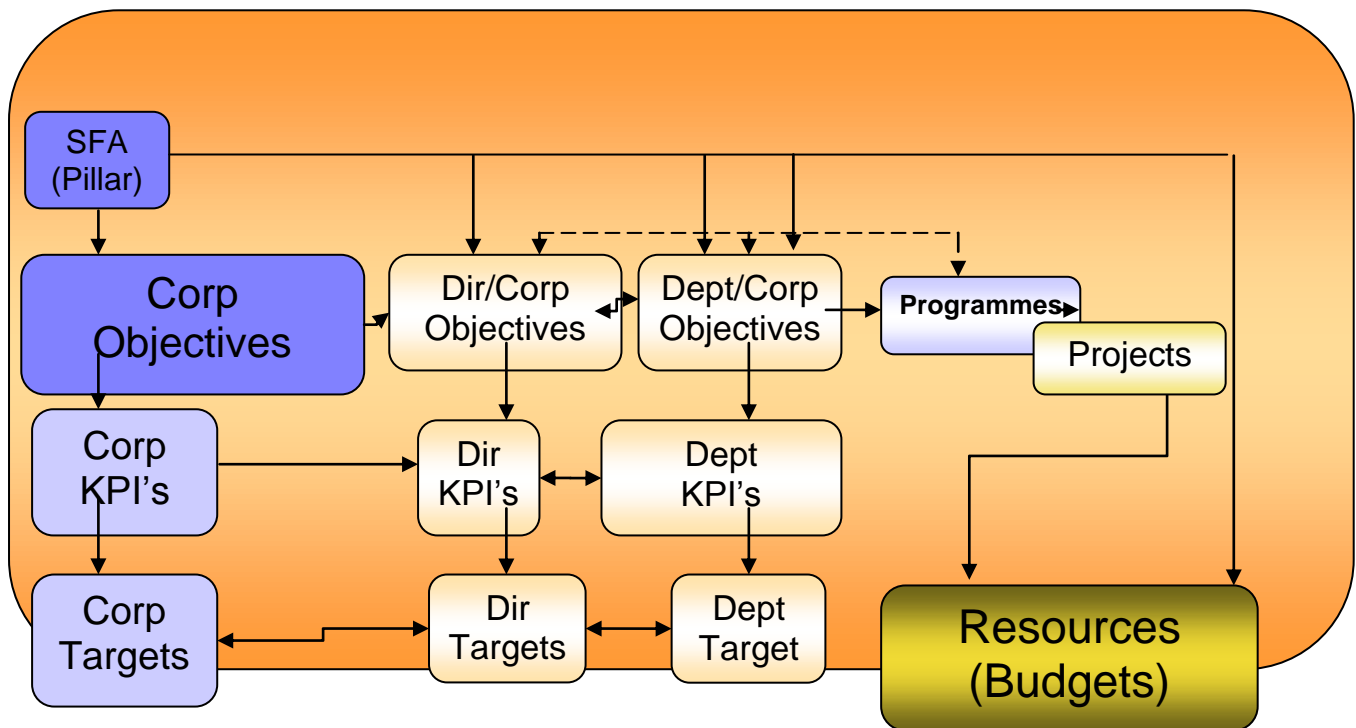 SFA
(Pillar)
Corp
Objectives
Dir/Corp
Objectives
Dept/Corp
Objectives
Programmes
Projects
Corp
KPI's
Dir
KPI's
Dept
KPI's
Corp
Targets
Dir
Targets
Dept
Target
Resources
(Budgets)